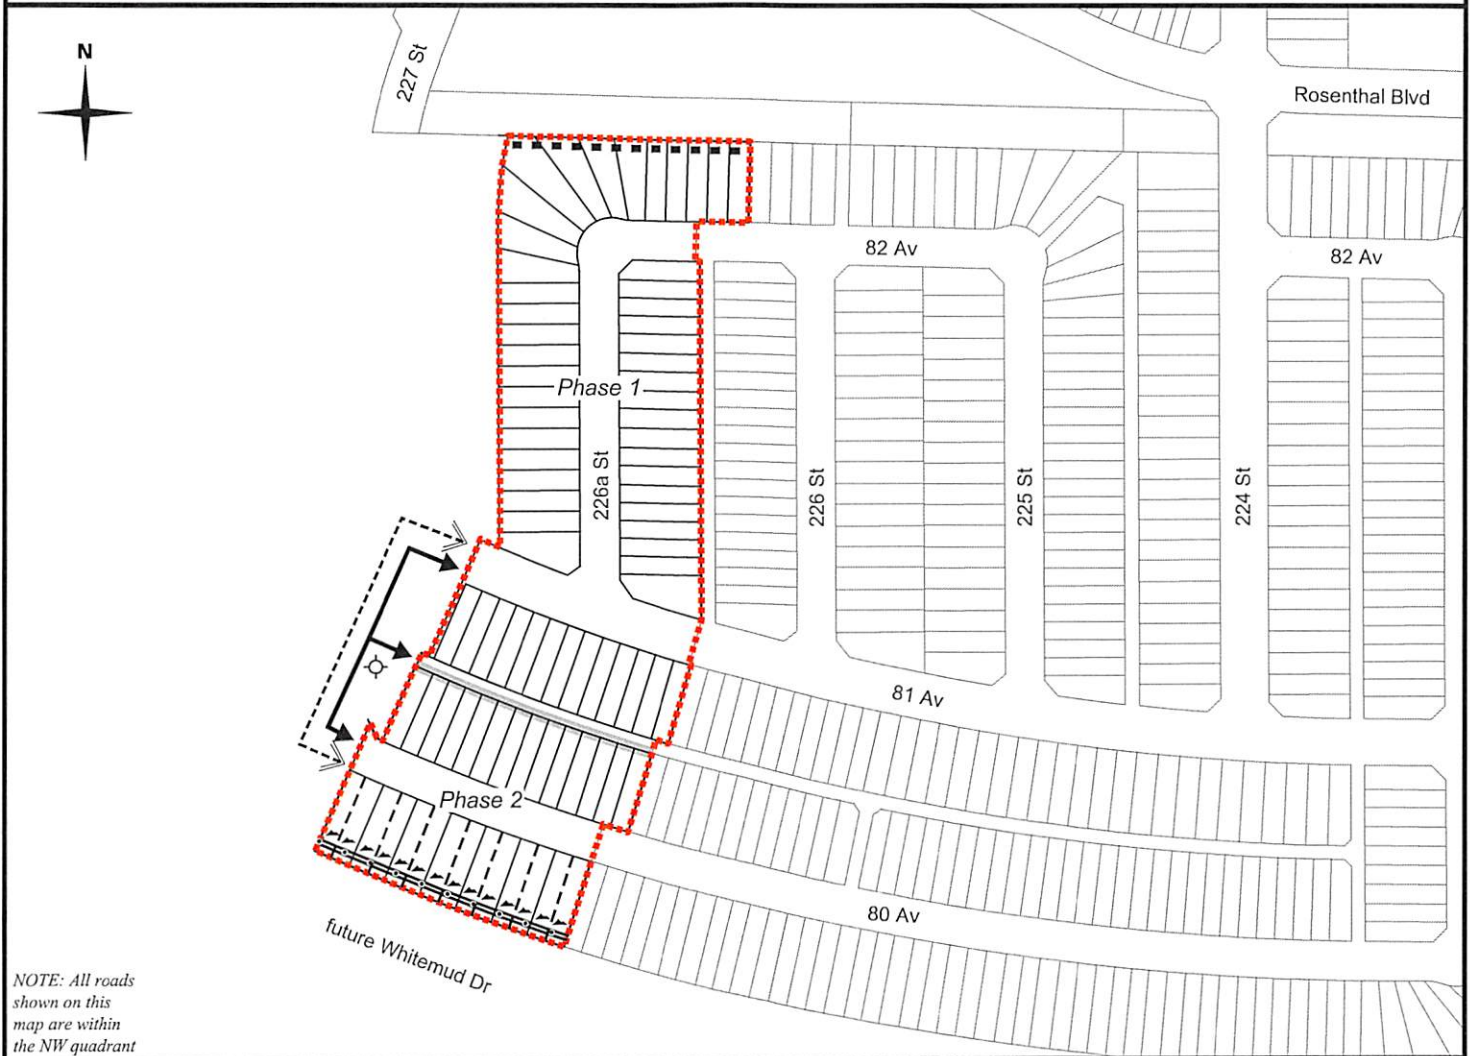 N
227 St
Rosenthal Blvd
82 Av
82 Av
Phase 1
226a St
226 St
225 St
224 St
81 Av
Phase 2
80 Av
future Whitemud Dr
NOTE: All roads
shown on this
map are within
the NW quadrant